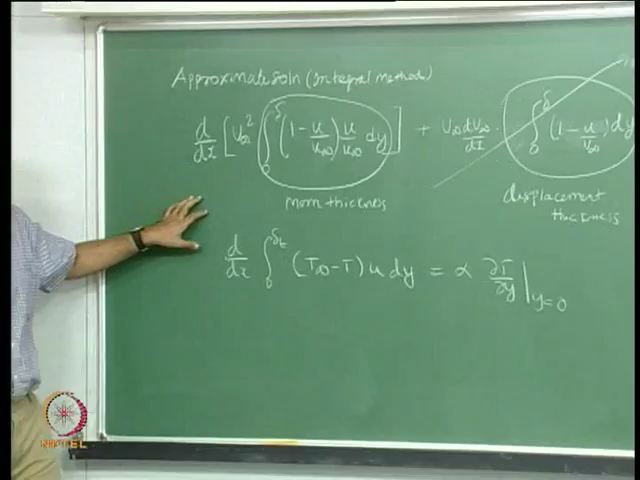 Approximate soln (Integral methods)
d/dx [U∞² ∫₀^δ (1 - u/u∞) u/u∞ dy] + U∞ dU∞/dx · ∫₀^δ (1 - u/U∞) dy
mom thickness
displacement
thickness
d/dx ∫₀^δt (T∞ - T) u dy = α ∂T/∂y |y=0
NPTEL